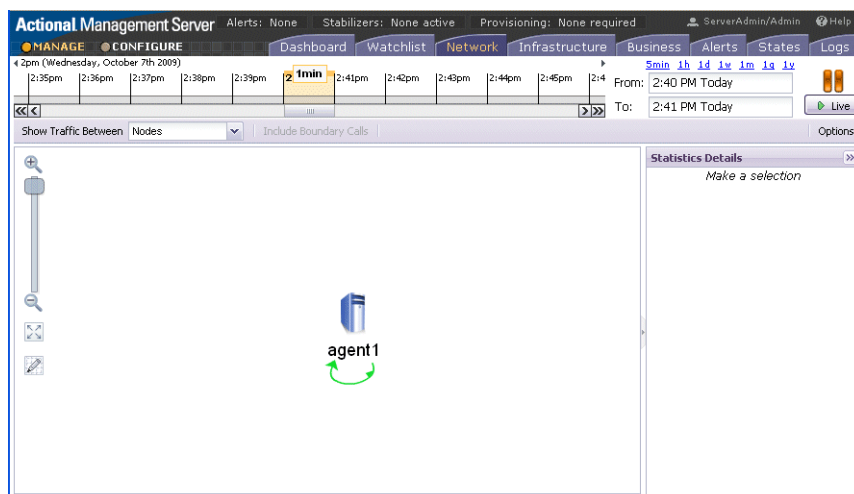 Actional Management Server Alerts: None Stabilizers: None active Provisioning: None required ServerAdmin/Admin Help
MANAGE CONFIGURE Dashboard Watchlist Network Infrastructure Business Alerts States Logs
2pm (Wednesday, October 7th 2009) 5min 1h 1d 1w 1m 1q 1y
2:35pm 2:36pm 2:37pm 2:38pm 2:39pm 2 1min 2:41pm 2:42pm 2:43pm 2:44pm 2:45pm 2:4 From: 2:40 PM Today
To: 2:41 PM Today Live
Show Traffic Between Nodes Include Boundary Calls Options
Statistics Details
Make a selection
agent1